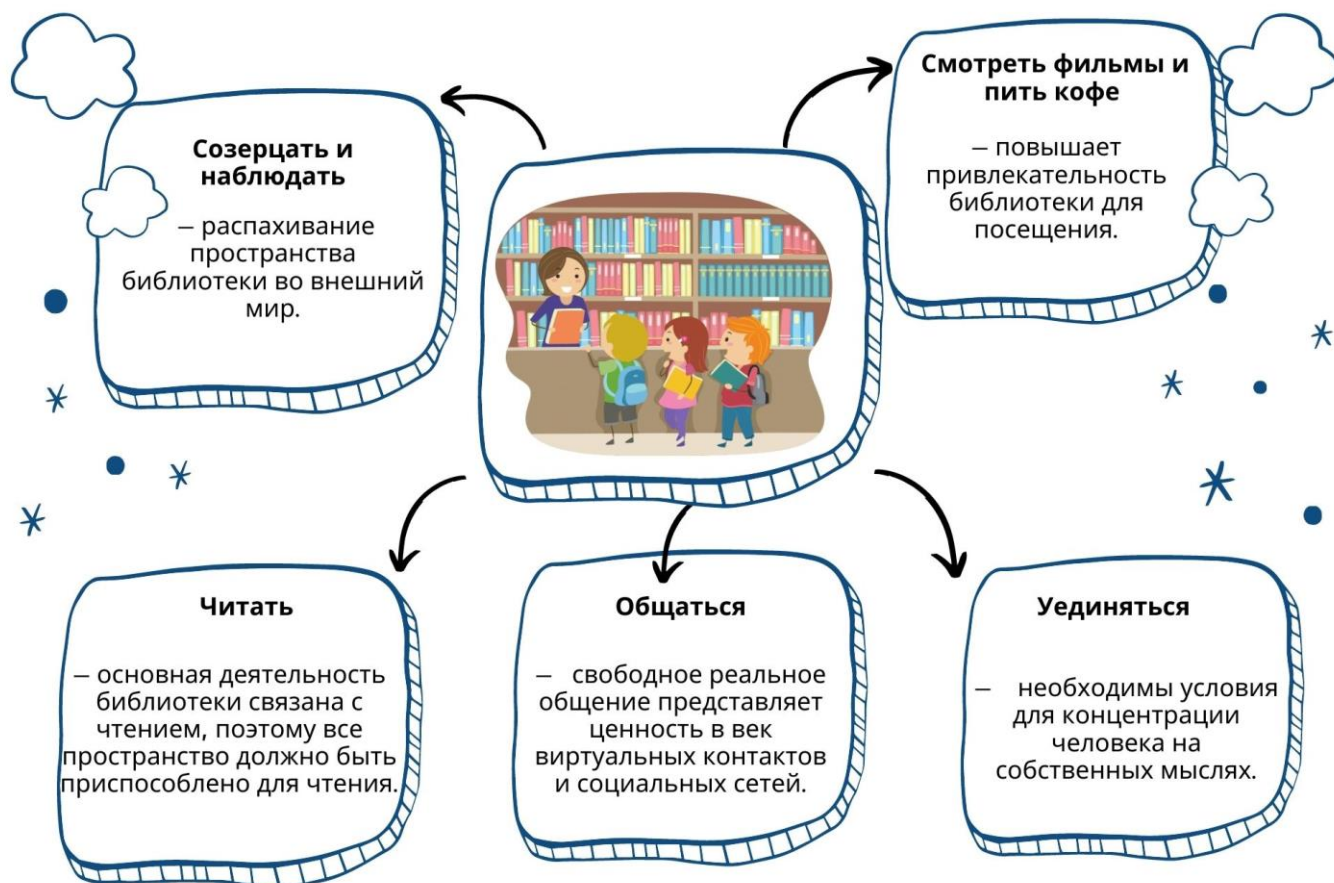 Созерцать и
наблюдать
– распахивание
пространства
библиотеки во внешний
мир.
Смотреть фильмы и
пить кофе
– повышает
привлекательность
библиотеки для
посещения.
Читать
– основная деятельность
библиотеки связана с
чтением, поэтому все
пространство должно быть
приспособлено для чтения.
Общаться
– свободное реальное
общение представляет
ценность в век
виртуальных контактов
и социальных сетей.
Уединяться
– необходимы условия
для концентрации
человека на
собственных мыслях.